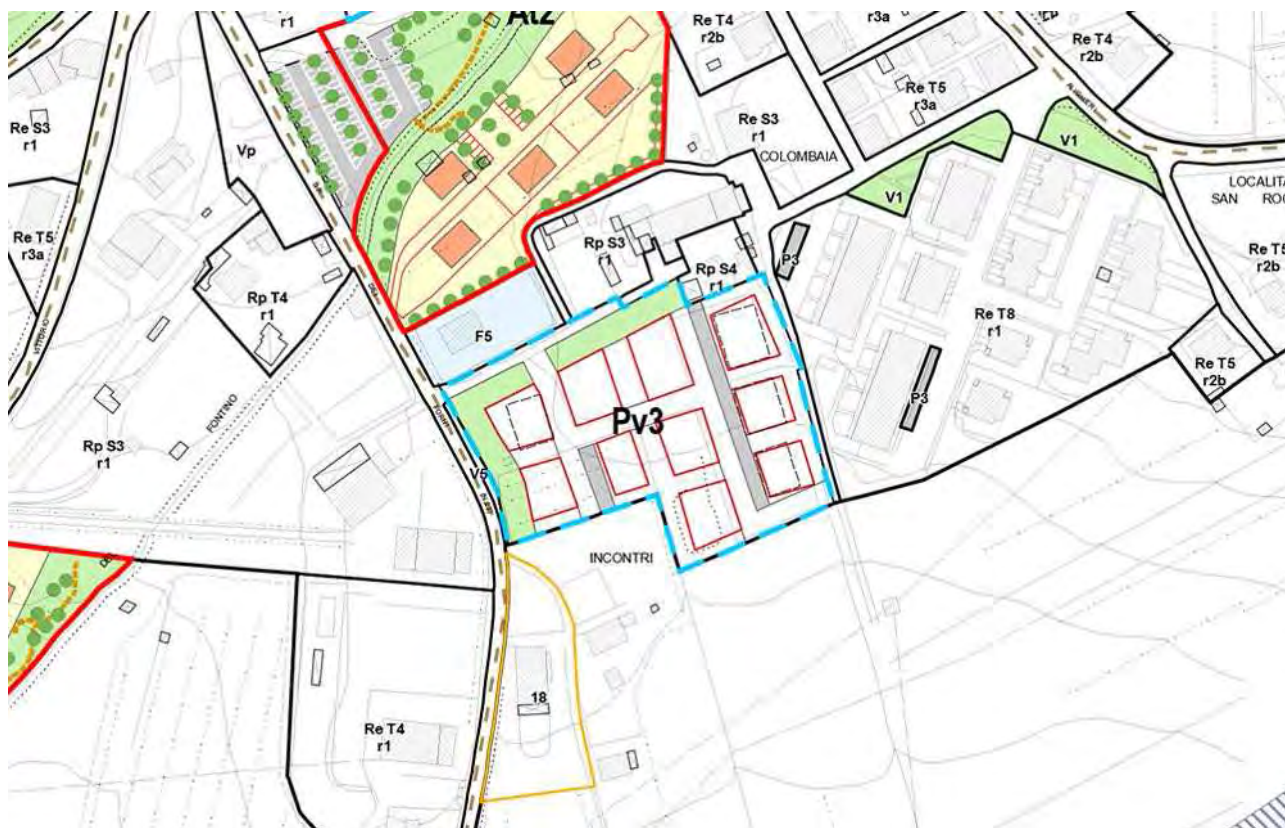 At2
r1
Re T4
r2b
r3a
Re T4
r2b
Re T5
r3a
Re S3
r1
Vp
Re S3
r1
COLOMBAIA
V1
V1
LOCALITA
SAN ROC
Re T5
r3a
Rp S3
r1
Re T5
r2b
Rp T4
r1
Rp S4
r1
P3
F5
Re T8
r1
VITTORIO
Re T5
r2b
FONTINO
P3
Pv3
Rp S3
r1
V5
INCONTRI
DEL
18
Re T4
r1